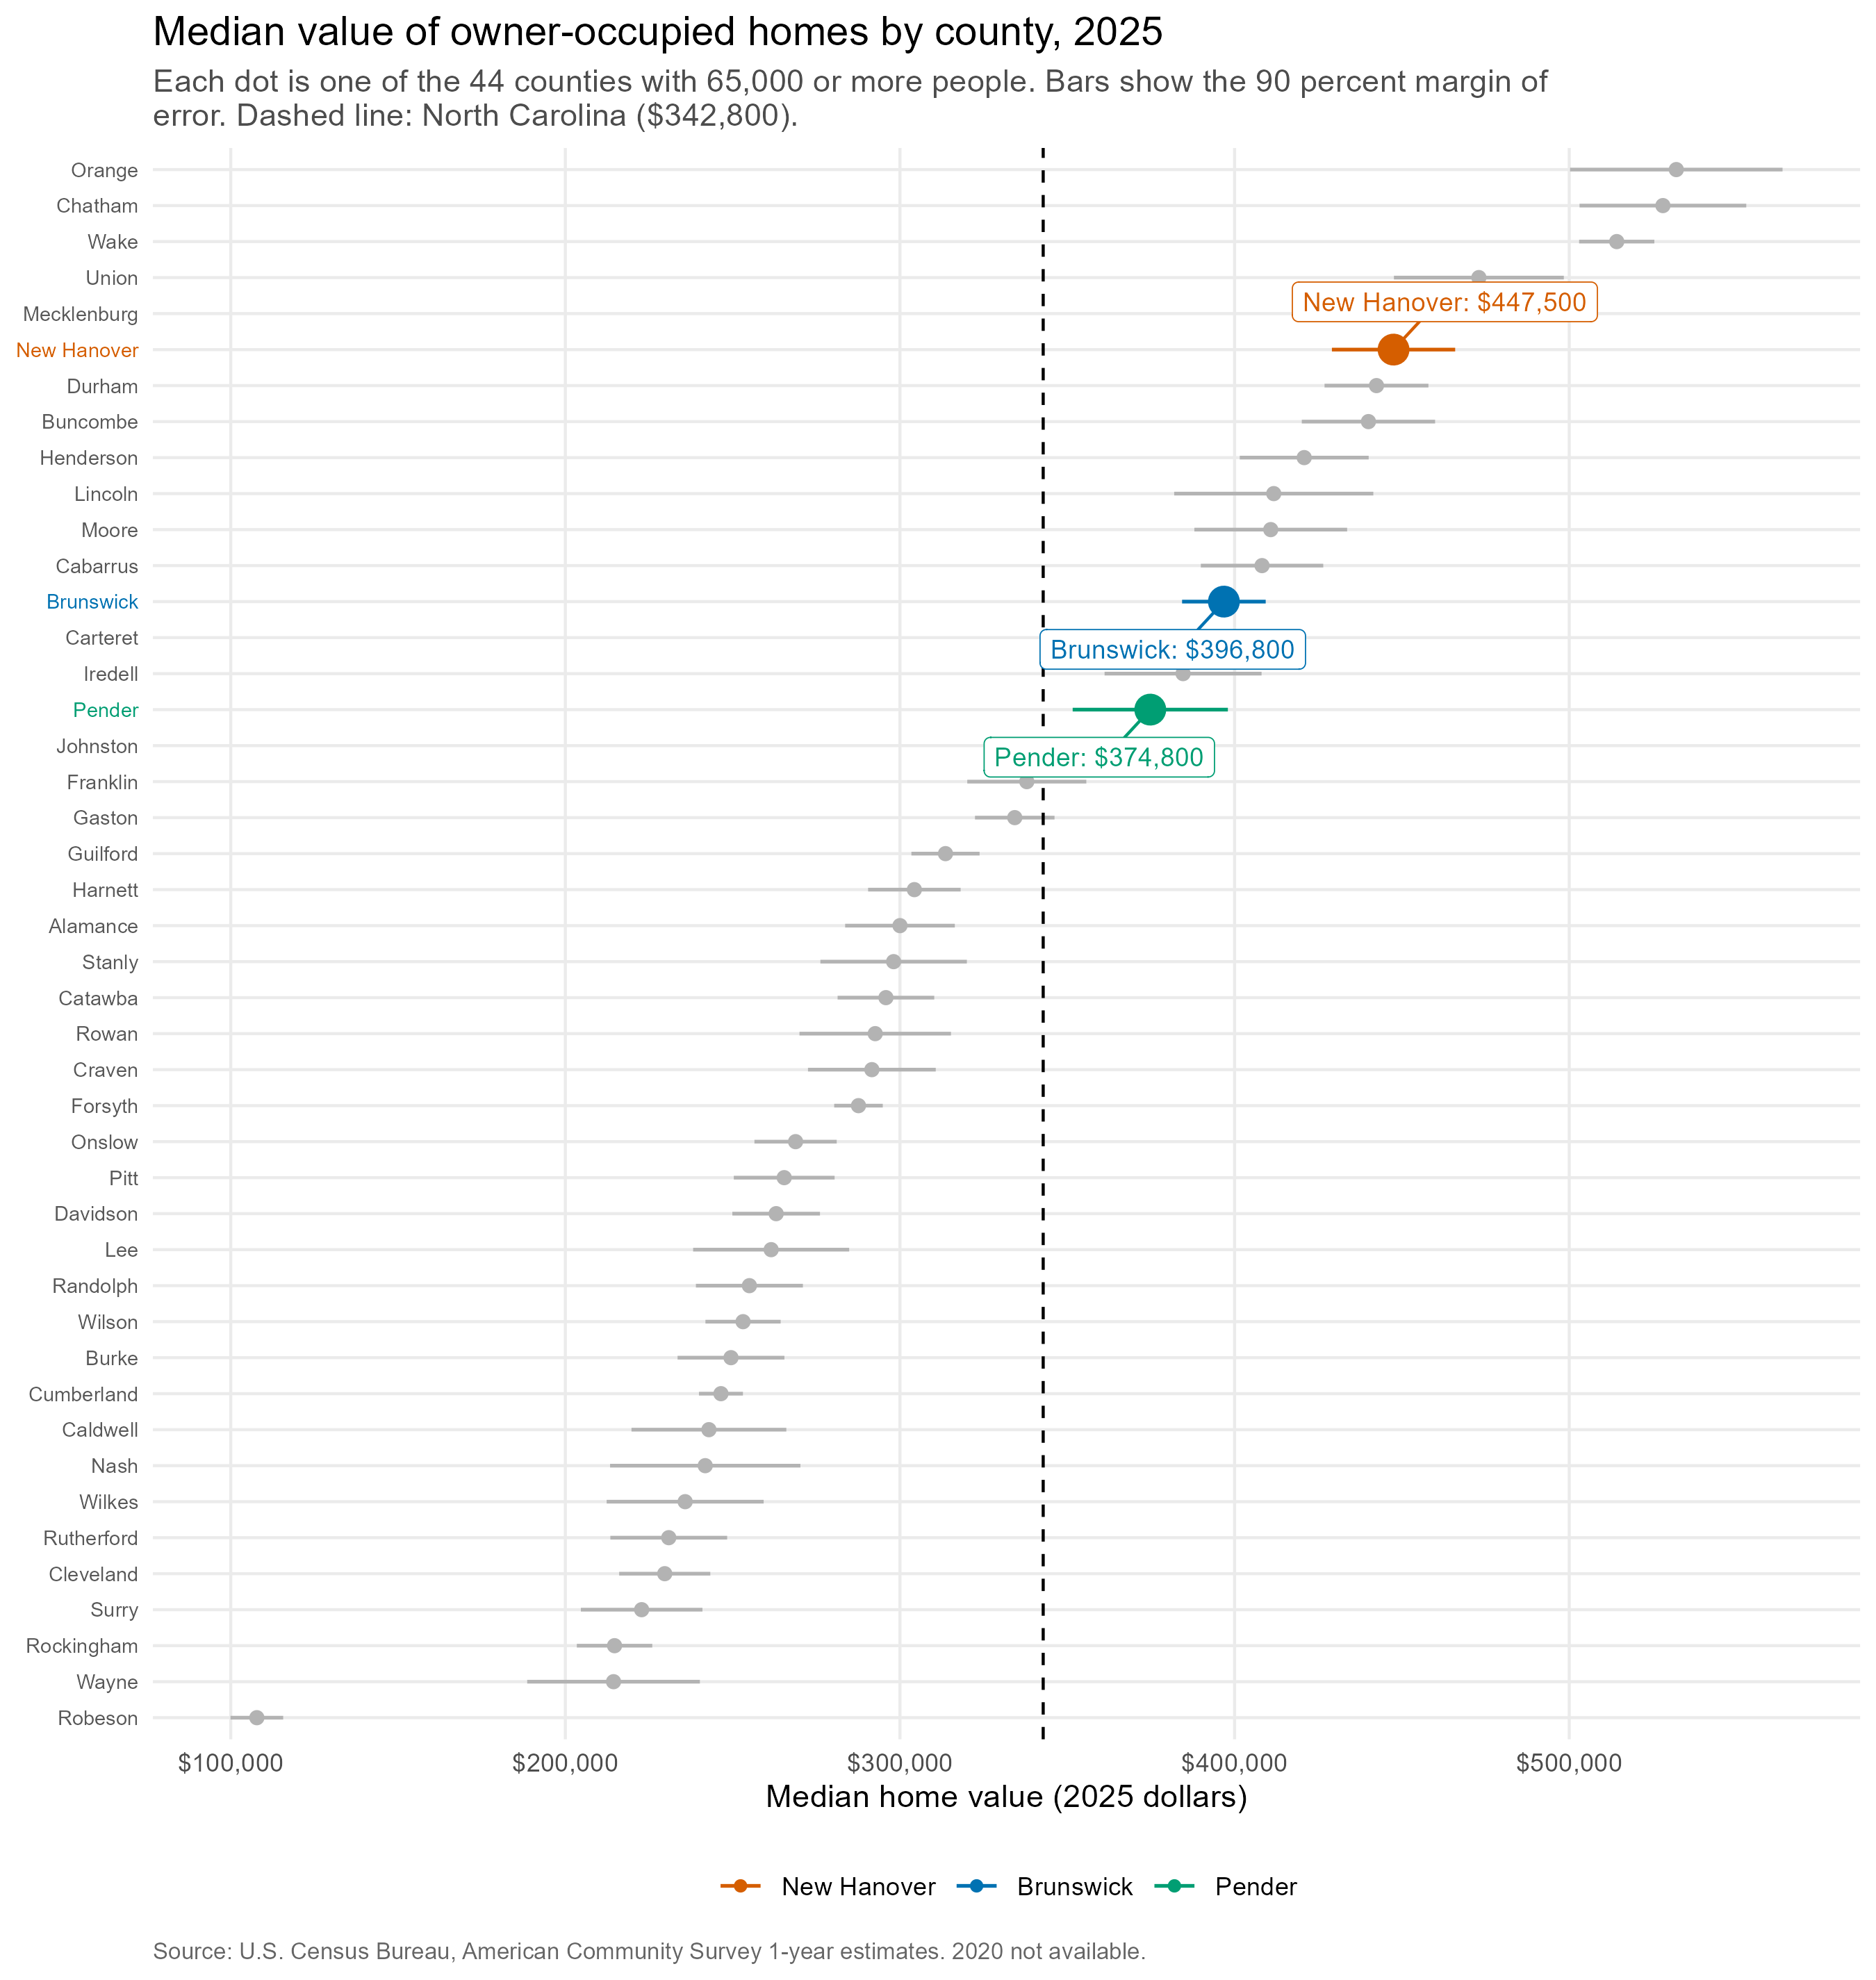 Median value of owner-occupied homes by county, 2025
Each dot is one of the 44 counties with 65,000 or more people. Bars show the 90 percent margin of
error. Dashed line: North Carolina ($342,800).
Orange
Chatham
Wake
Union
New Hanover: $447,500
Mecklenburg
New Hanover
Durham
Buncombe
Henderson
Lincoln
Moore
Cabarrus
Brunswick
Carteret
Brunswick: $396,800
Iredell
Pender
Johnston
Pender: $374,800
Franklin
Gaston
Guilford
Harnett
Alamance
Stanly
Catawba
Rowan
Craven
Forsyth
Onslow
Pitt
Davidson
Lee
Randolph
Wilson
Burke
Cumberland
Caldwell
Nash
Wilkes
Rutherford
Cleveland
Surry
Rockingham
Wayne
Robeson
$100,000 $200,000 $300,000 $400,000 $500,000
Median home value (2025 dollars)
New Hanover Brunswick Pender
Source: U.S. Census Bureau, American Community Survey 1-year estimates. 2020 not available.